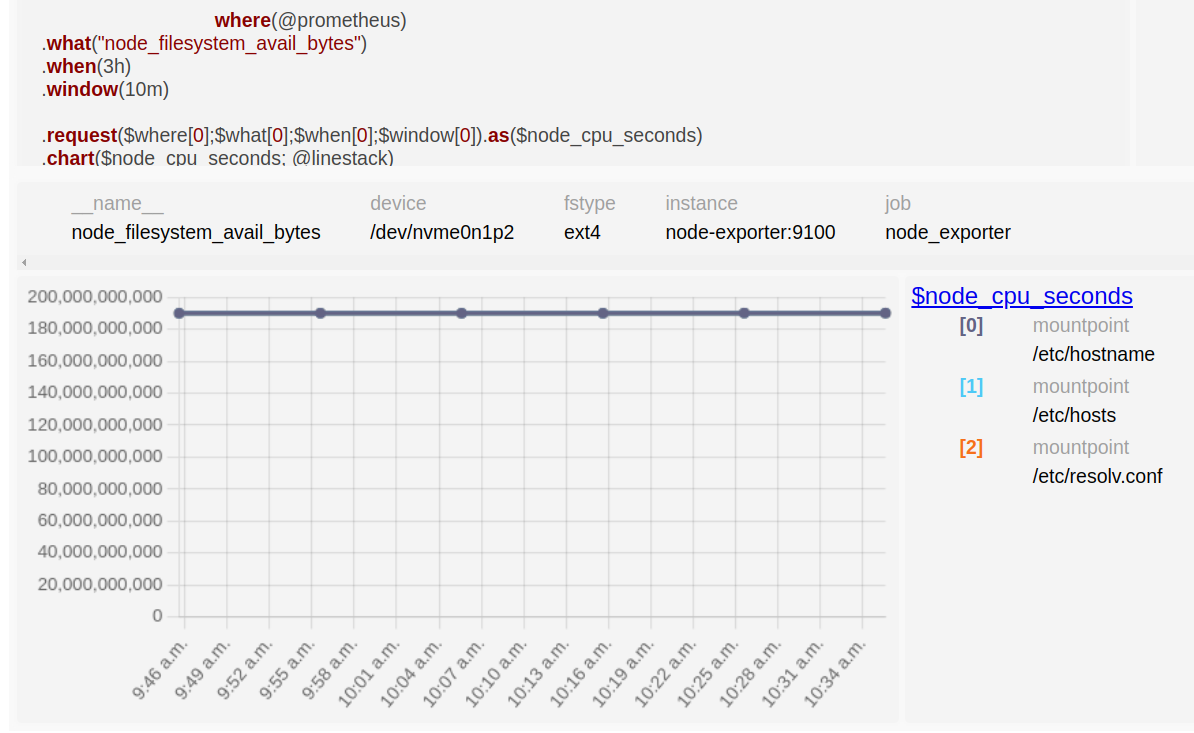 where(@prometheus)
.what("node_filesystem_avail_bytes")
.when(3h)
.window(10m)
.request($where[0];$what[0];$when[0];$window[0]).as($node_cpu_seconds)
.chart($node_cpu_seconds; @linestack)
__name__ device fstype instance job
node_filesystem_avail_bytes /dev/nvme0n1p2 ext4 node-exporter:9100 node_exporter
200,000,000,000
180,000,000,000
160,000,000,000
140,000,000,000
120,000,000,000
100,000,000,000
80,000,000,000
60,000,000,000
40,000,000,000
20,000,000,000
0
9:46 a.m. 9:49 a.m. 9:52 a.m. 9:55 a.m. 9:58 a.m. 10:01 a.m. 10:04 a.m. 10:07 a.m. 10:10 a.m. 10:13 a.m. 10:16 a.m. 10:19 a.m. 10:22 a.m. 10:25 a.m. 10:28 a.m. 10:31 a.m. 10:34 a.m.
$node_cpu_seconds
[0] mountpoint
/etc/hostname
[1] mountpoint
/etc/hosts
[2] mountpoint
/etc/resolv.conf